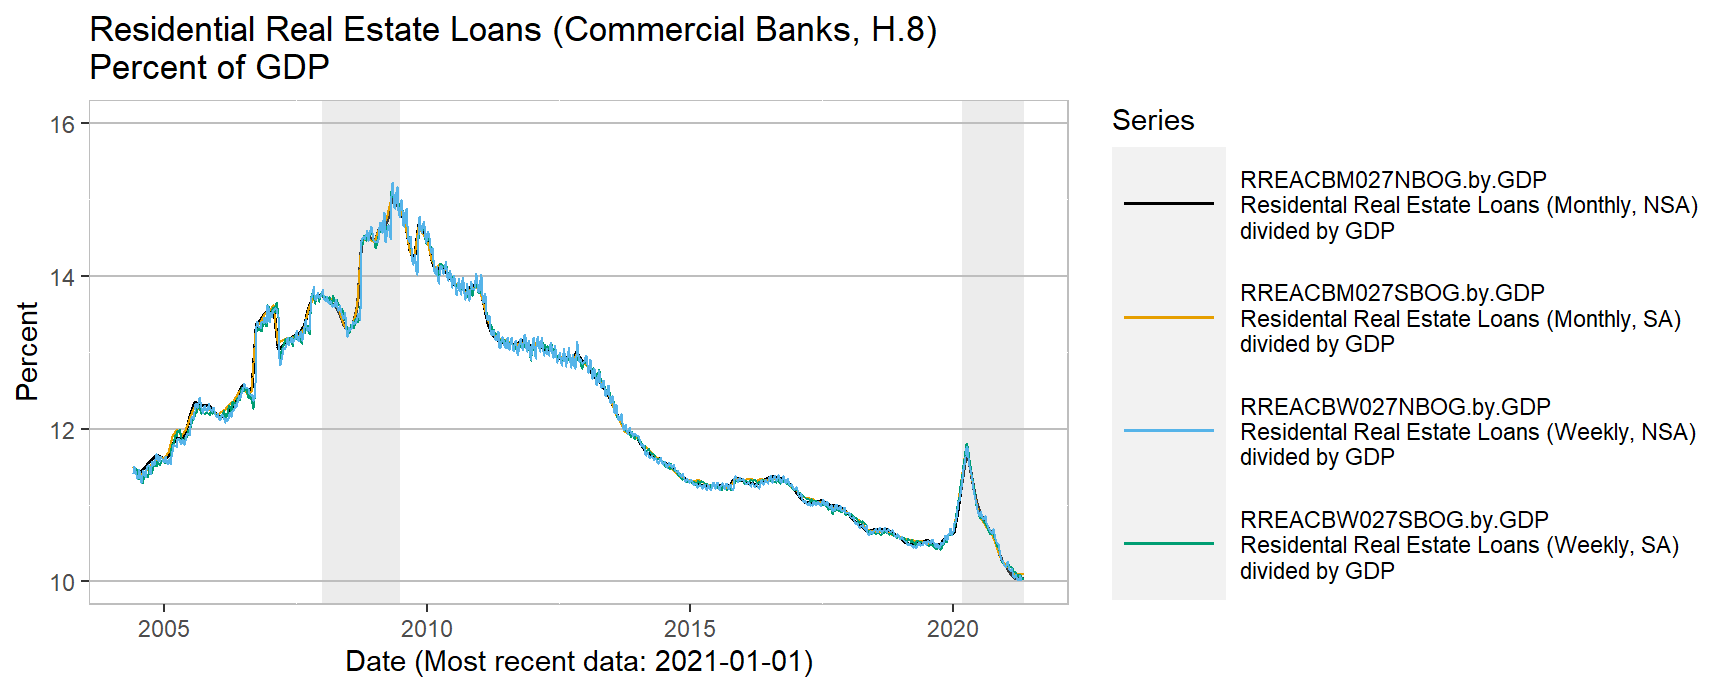 Residential Real Estate Loans (Commercial Banks, H.8)
Percent of GDP
16
14
12
10
Percent
2005
2010
2015
2020
Date (Most recent data: 2021-01-01)
Series
RREACBM027NBOG.by.GDP
Residental Real Estate Loans (Monthly, NSA)
divided by GDP
RREACBM027SBOG.by.GDP
Residental Real Estate Loans (Monthly, SA)
divided by GDP
RREACBW027NBOG.by.GDP
Residental Real Estate Loans (Weekly, NSA)
divided by GDP
RREACBW027SBOG.by.GDP
Residental Real Estate Loans (Weekly, SA)
divided by GDP